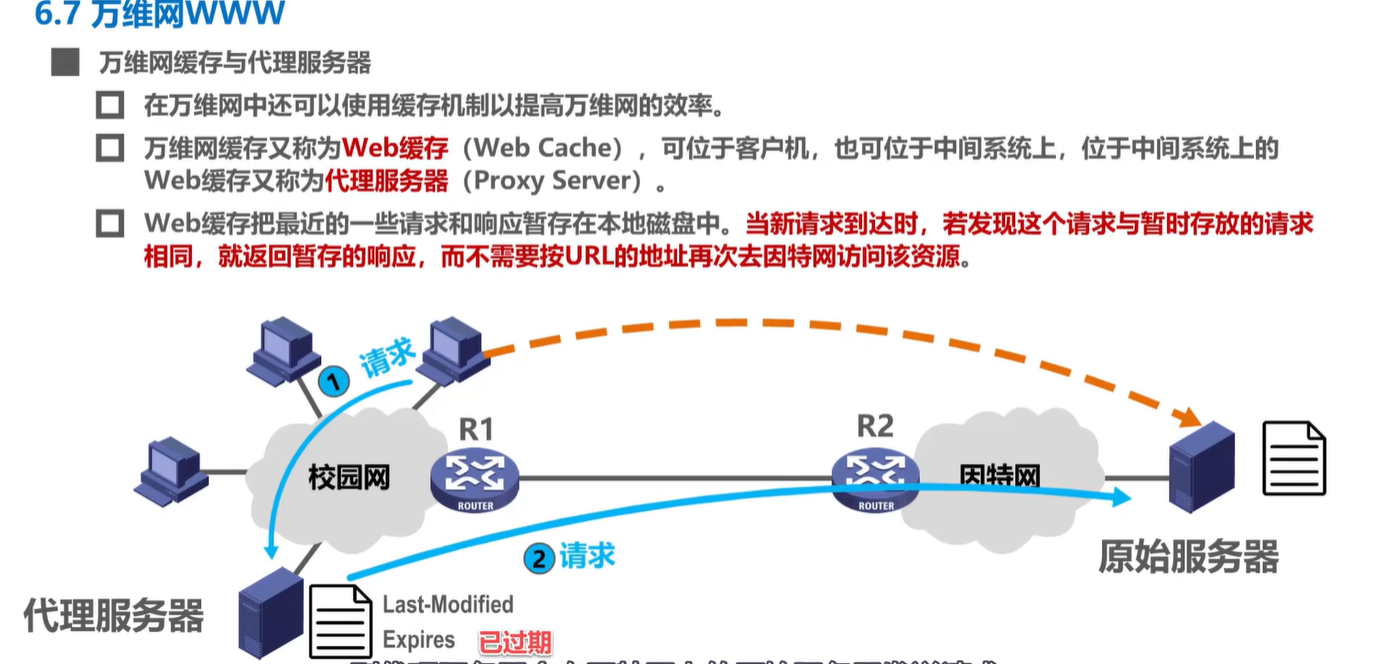 6.7 万维网WWW
万维网缓存与代理服务器
在万维网中还可以使用缓存机制以提高万维网的效率。
万维网缓存又称为Web缓存（Web Cache），可位于客户机，也可位于中间系统上，位于中间系统上的
Web缓存又称为代理服务器（Proxy Server）。
Web缓存把最近的一些请求和响应暂存在本地磁盘中。当新请求到达时，若发现这个请求与暂时存放的请求
相同，就返回暂存的响应，而不需要按URL的地址再次去因特网访问该资源。
1 请求
R1
R2
校园网
因特网
ROUTER
ROUTER
2 请求
原始服务器
代理服务器
Last-Modified
Expires 已过期